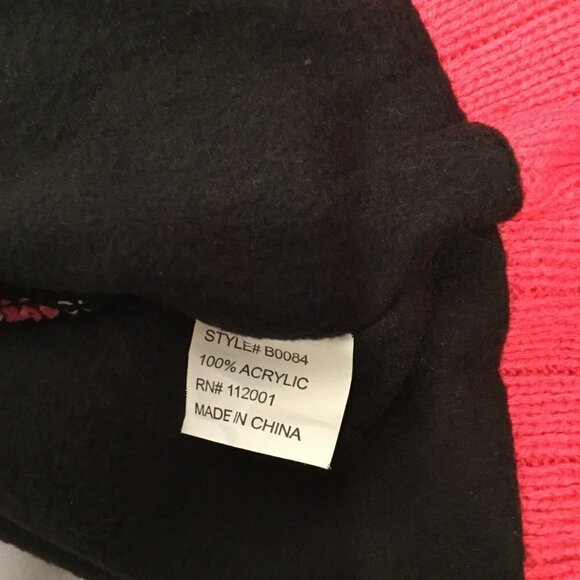 STYLE# B0084
100% ACRYLIC
RN# 112001
MADE IN CHINA